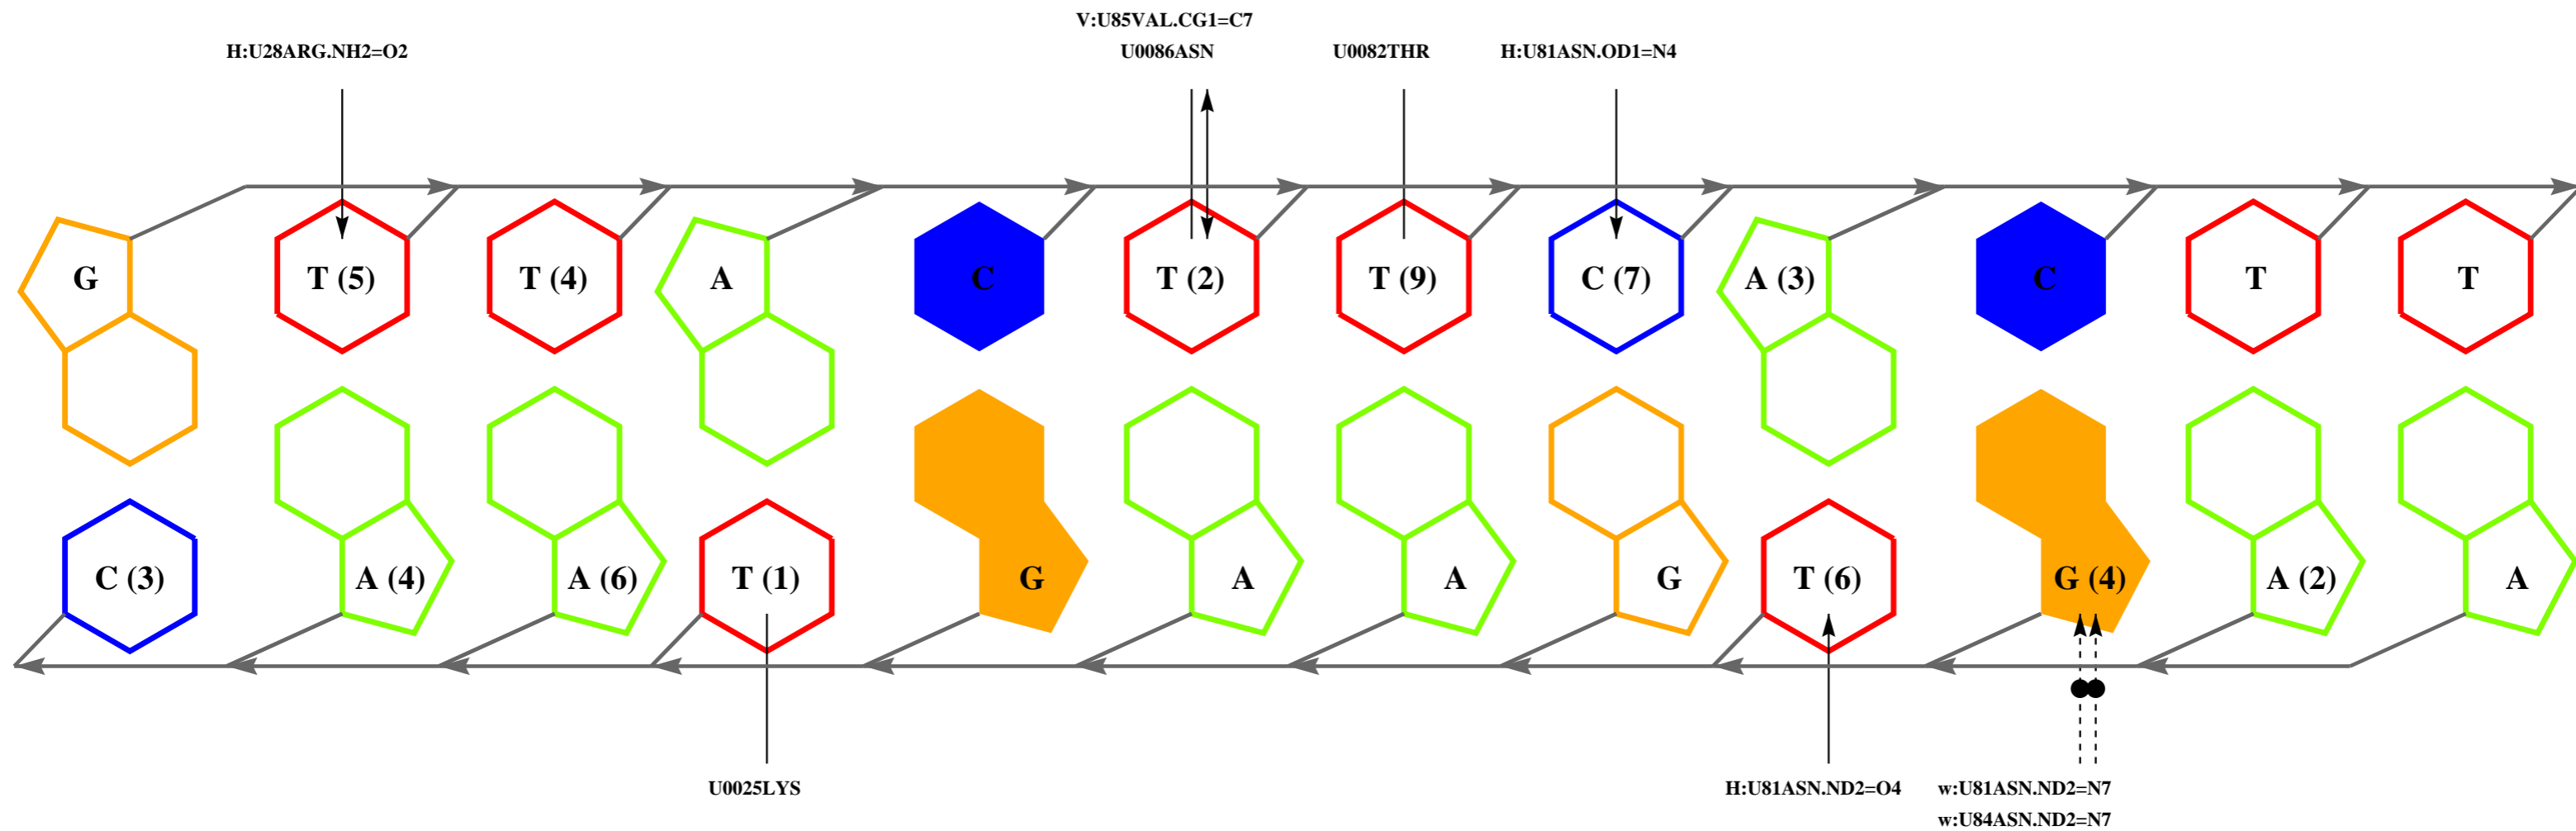 V:U85VAL.CG1=C7
H:U28ARG.NH2=O2 U0086ASN U0082THR H:U81ASN.OD1=N4
G T (5) T (4) A C T (2) T (9) C (7) A (3) C T T
C (3) A (4) A (6) T (1) G A A G T (6) G (4) A (2) A
U0025LYS H:U81ASN.ND2=O4 w:U81ASN.ND2=N7
w:U84ASN.ND2=N7